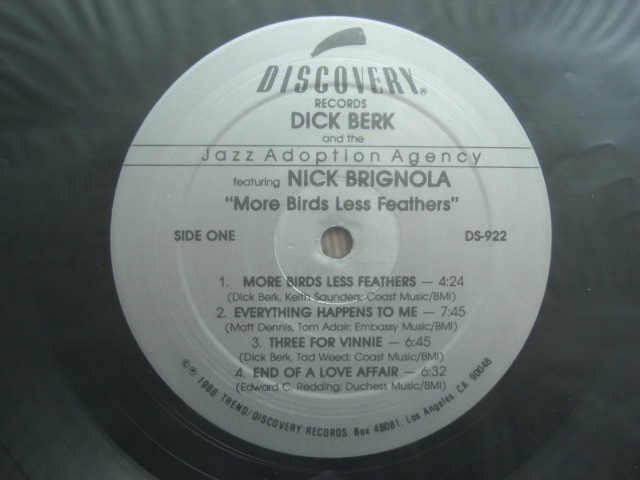 DISCOVERY®
RECORDS
DICK BERK
and the
Jazz Adoption Agency
featuring NICK BRIGNOLA
"More Birds Less Feathers"
SIDE ONE DS-922
1. MORE BIRDS LESS FEATHERS — 4:24
(Dick Berk, Keith Saunders; Coast Music/BMI)
2. EVERYTHING HAPPENS TO ME — 7:45
(Matt Dennis, Tom Adair; Embassy Music/BMI)
3. THREE FOR VINNIE — 6:45
(Dick Berk, Tad Weed; Coast Music/BMI)
4. END OF A LOVE AFFAIR — 6:32
(Edward C. Redding; Duchess Music/BMI)
©℗ 1986 TREND/DISCOVERY RECORDS, Box 48081, Los Angeles, CA 90048